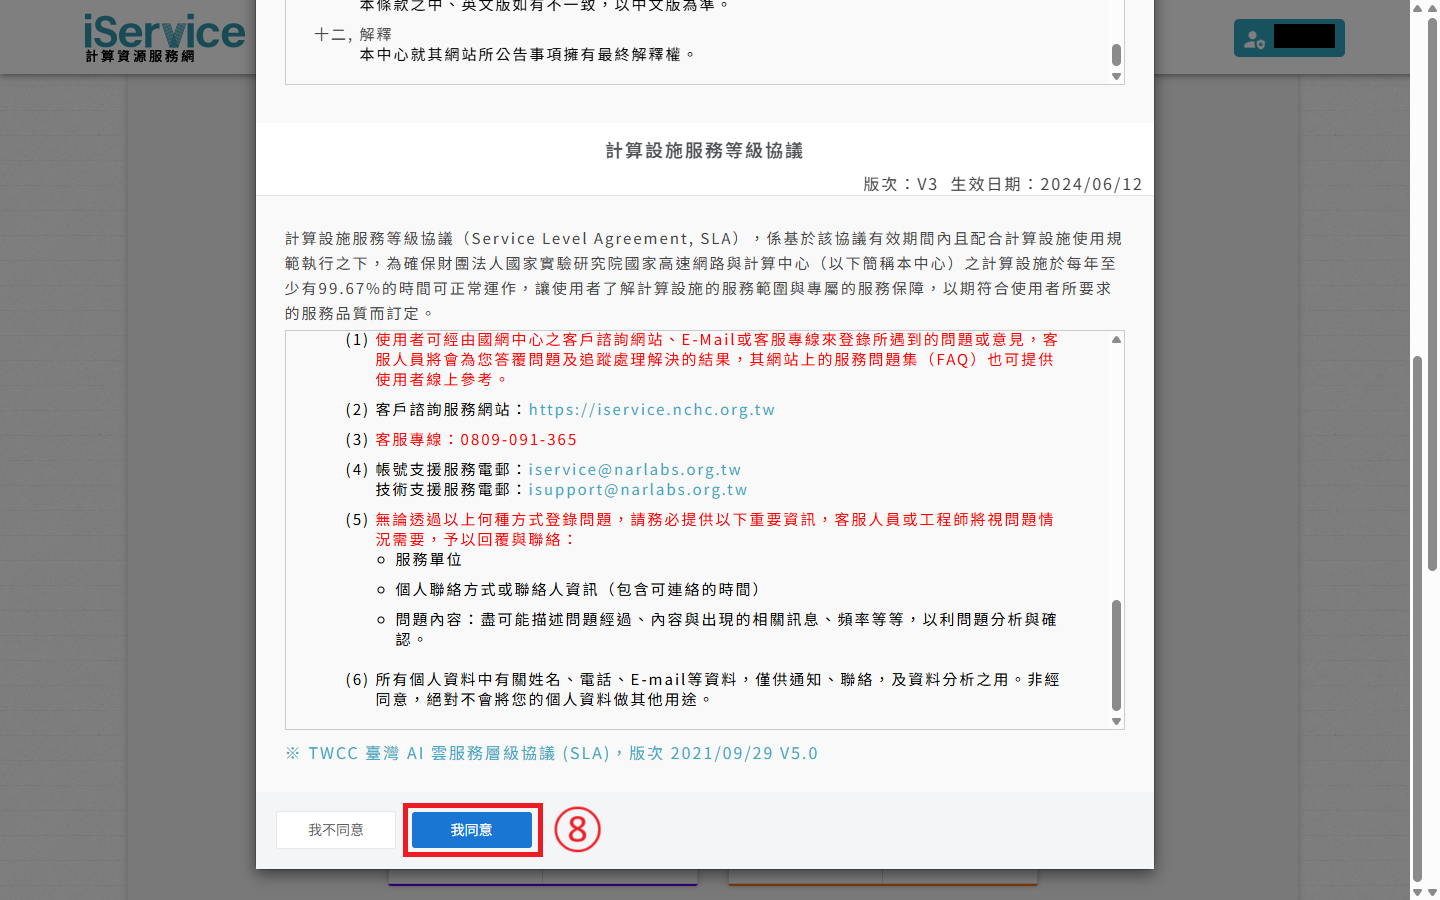 iService
計算資源服務網
本條款之中、英文版如有不一致，以中文版為準。
十二, 解釋
本中心就其網站所公告事項擁有最終解釋權。
計算設施服務等級協議
版次：V3 生效日期：2024/06/12
計算設施服務等級協議（Service Level Agreement, SLA），係基於該協議有效期間內且配合計算設施使用規
範執行之下，為確保財團法人國家實驗研究院國家高速網路與計算中心（以下簡稱本中心）之計算設施於每年至
少有99.67%的時間可正常運作，讓使用者了解計算設施的服務範圍與專屬的服務保障，以期符合使用者所要求
的服務品質而訂定。
(1) 使用者可經由國網中心之客戶諮詢網站、E-Mail或客服專線來登錄所遇到的問題或意見，客
服人員將會為您答覆問題及追蹤處理解決的結果，其網站上的服務問題集（FAQ）也可提供
使用者線上參考。
(2) 客戶諮詢服務網站：https://iservice.nchc.org.tw
(3) 客服專線：0809-091-365
(4) 帳號支援服務電郵：iservice@narlabs.org.tw
技術支援服務電郵：isupport@narlabs.org.tw
(5) 無論透過以上何種方式登錄問題，請務必提供以下重要資訊，客服人員或工程師將視問題情
況需要，予以回覆與聯絡：
服務單位
個人聯絡方式或聯絡人資訊（包含可連絡的時間）
問題內容：盡可能描述問題經過、內容與出現的相關訊息、頻率等等，以利問題分析與確
認。
(6) 所有個人資料中有關姓名、電話、E-mail等資料，僅供通知、聯絡，及資料分析之用。非經
同意，絕對不會將您的個人資料做其他用途。
※ TWCC 臺灣 AI 雲服務層級協議 (SLA)，版次 2021/09/29 V5.0
我不同意
我同意
⑧